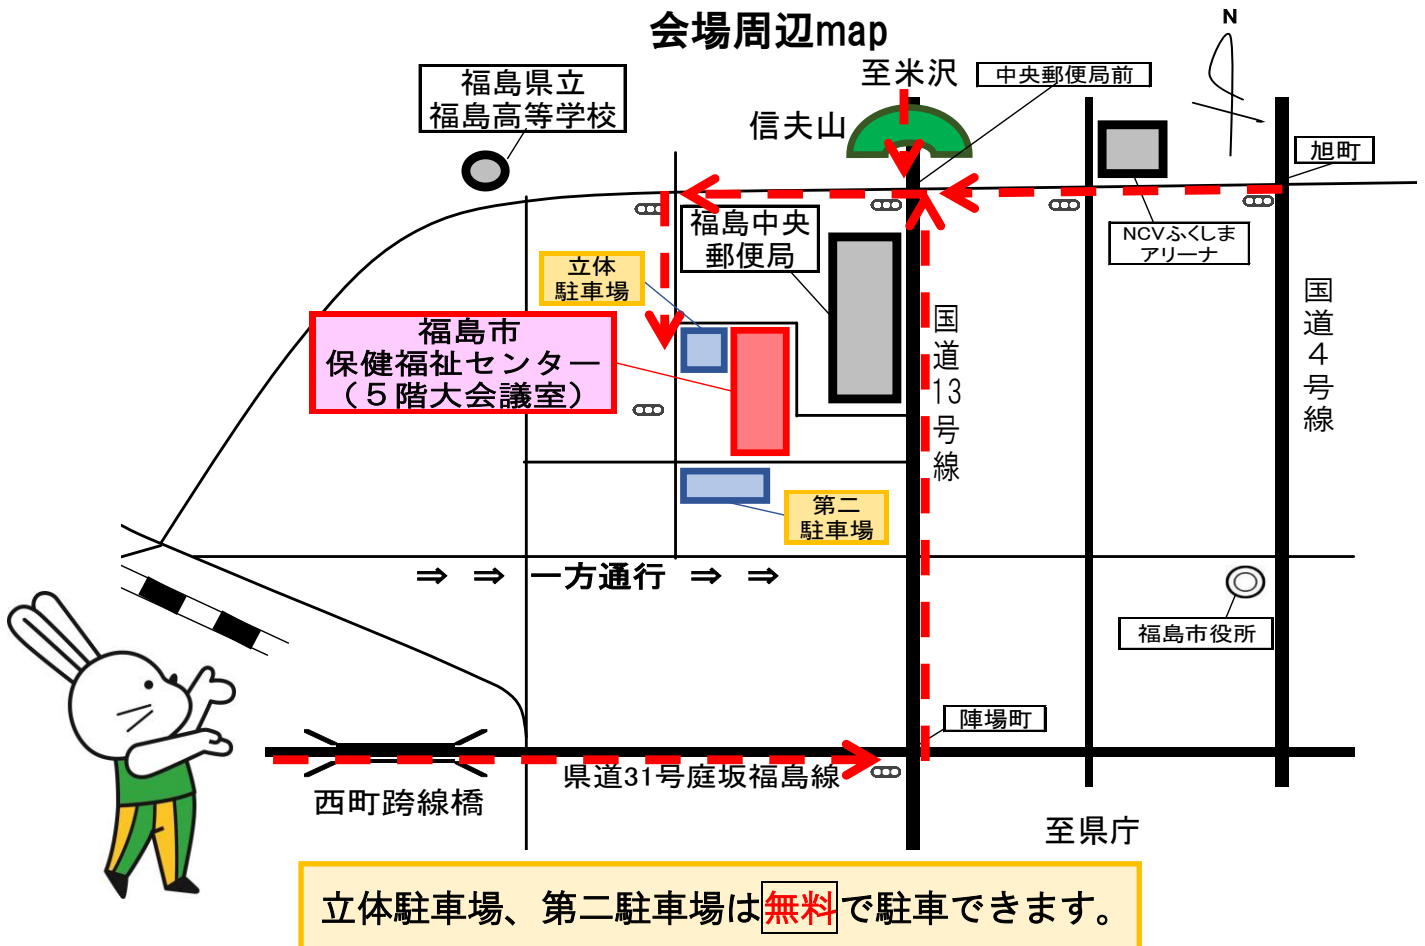 会場周辺map
N
至米沢
中央郵便局前
福島県立
福島高等学校
信夫山
旭町
福島中央
郵便局
NCVふくしま
アリーナ
立体
駐車場
国道13号線
国道4号線
福島市
保健福祉センター
（５階大会議室）
第二
駐車場
⇒ ⇒ 一方通行 ⇒ ⇒
福島市役所
陣場町
県道31号庭坂福島線
西町跨線橋
至県庁
立体駐車場、第二駐車場は無料で駐車できます。